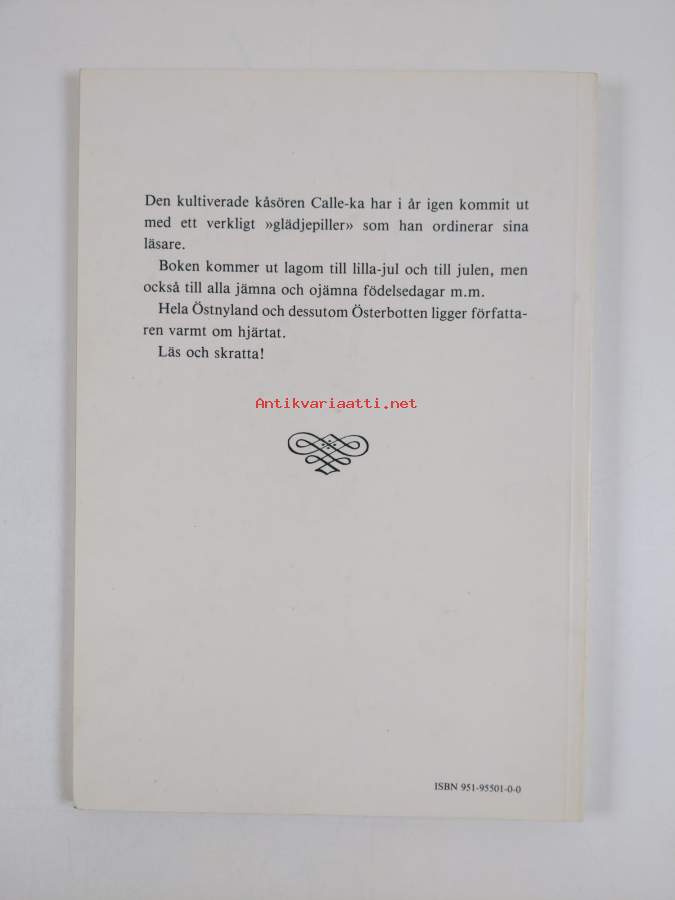 Den kultiverade kåsören Calle-ka har i år igen kommit ut
med ett verkligt »glädjepiller» som han ordinerar sina
läsare.
Boken kommer ut lagom till lilla-jul och till julen, men
också till alla jämna och ojämna födelsedagar m.m.
Hela Östnyland och dessutom Österbotten ligger författa-
ren varmt om hjärtat.
Läs och skratta!
Antikvariaatti.net
ISBN 951-95501-0-0